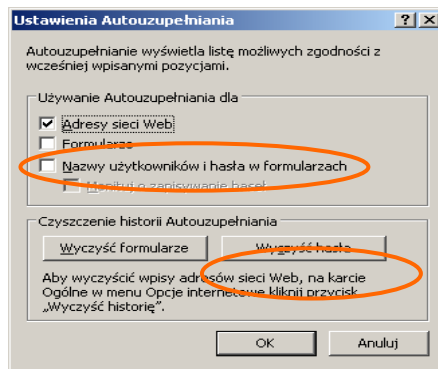 Ustawienia Autouzupełniania
Autouzupełnianie wyświetla listę możliwych zgodności z
wcześniej wpisanymi pozycjami.
Używanie Autouzupełniania dla
Adresy sieci Web
Formularze
Nazwy użytkowników i hasła w formularzach
Monituj o zapisywanie haseł
Czyszczenie historii Autouzupełniania
Wyczyść formularze
Wyczyść hasła
Aby wyczyścić wpisy adresów sieci Web, na karcie
Ogólne w menu Opcje internetowe kliknij przycisk
„Wyczyść historię”.
OK
Anuluj